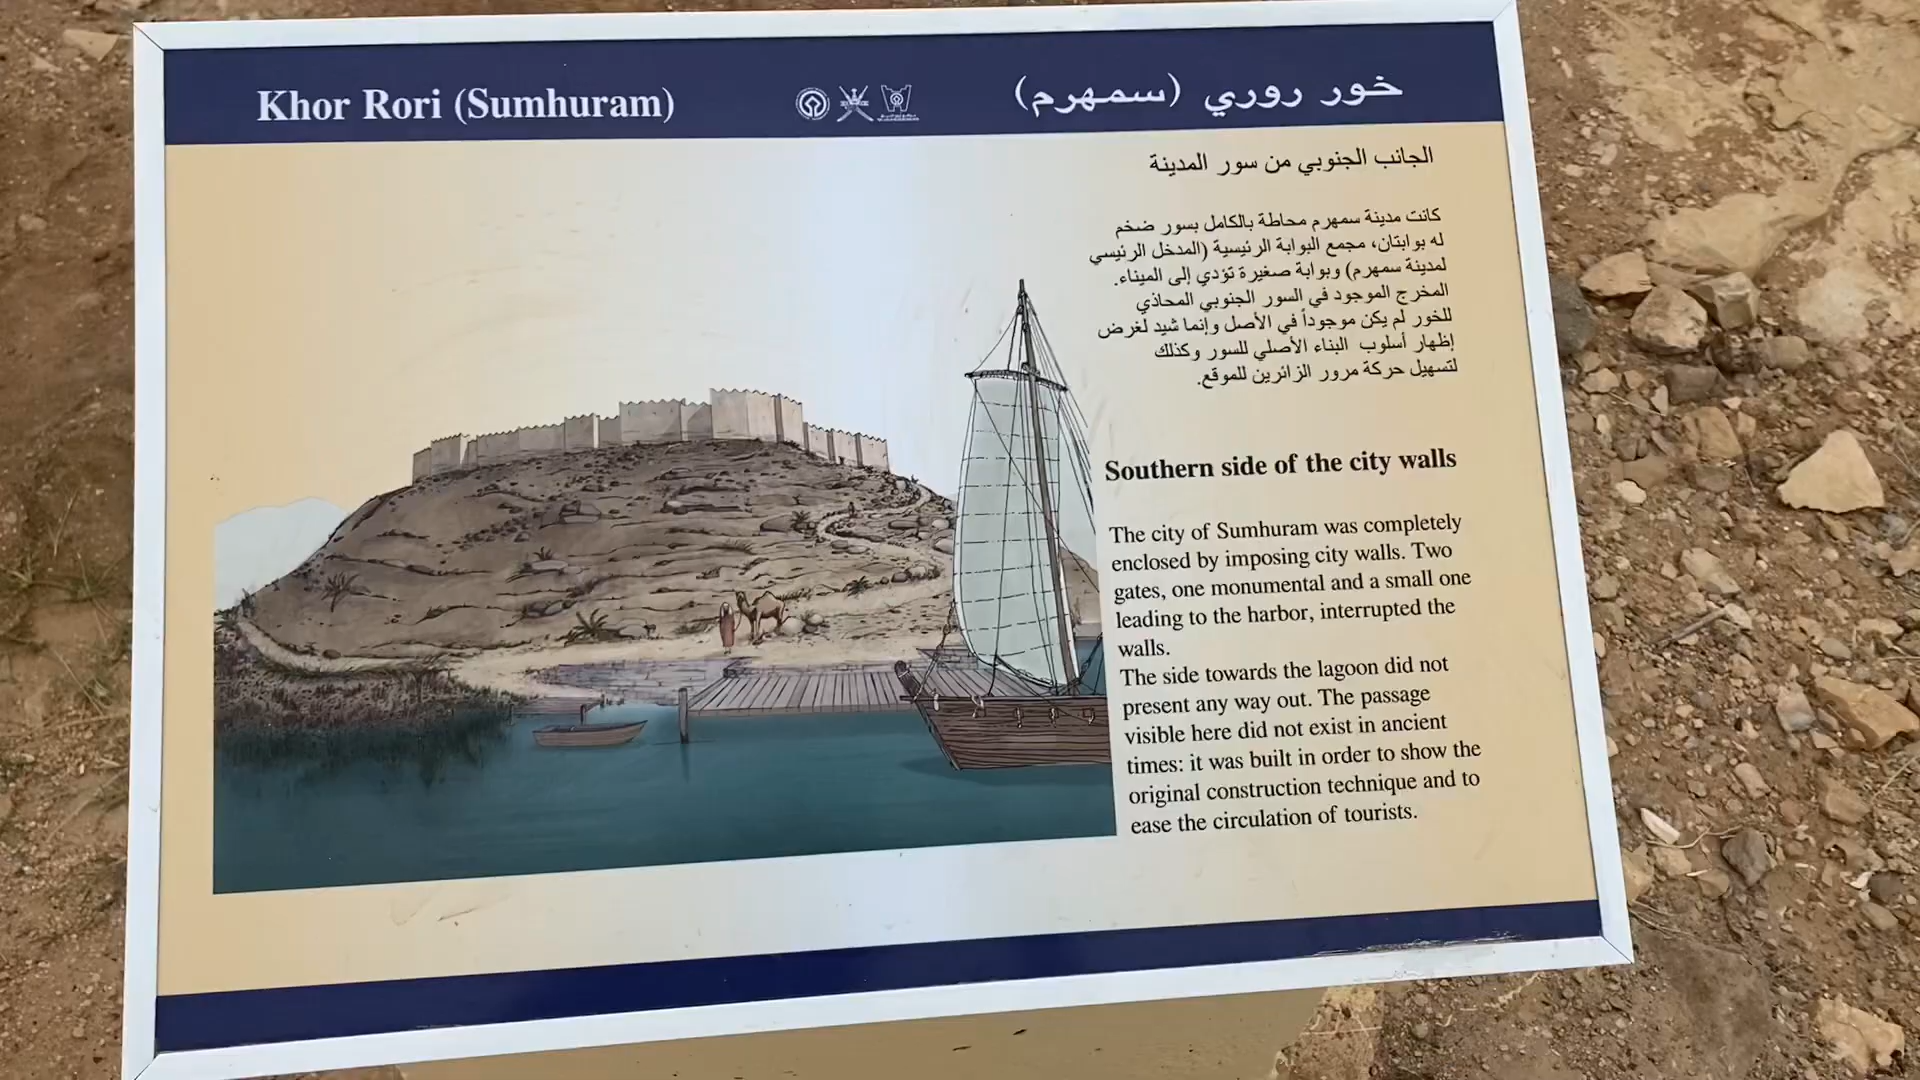 Khor Rori (Sumhuram)
خور روري (سمهرم)
الجانب الجنوبي من سور المدينة
كانت مدينة سمهرم محاطة بالكامل بسور ضخم
له بوابتان، مجمع البوابة الرئيسية (المدخل الرئيسي
لمدينة سمهرم) وبوابة صغيرة تؤدي إلى الميناء.
المخرج الموجود في السور الجنوبي المحاذي
للخور لم يكن موجوداً في الأصل وإنما شيد لغرض
إظهار أسلوب البناء الأصلي للسور وكذلك
لتسهيل حركة مرور الزائرين للموقع.
Southern side of the city walls
The city of Sumhuram was completely
enclosed by imposing city walls. Two
gates, one monumental and a small one
leading to the harbor, interrupted the
walls.
The side towards the lagoon did not
present any way out. The passage
visible here did not exist in ancient
times: it was built in order to show the
original construction technique and to
ease the circulation of tourists.